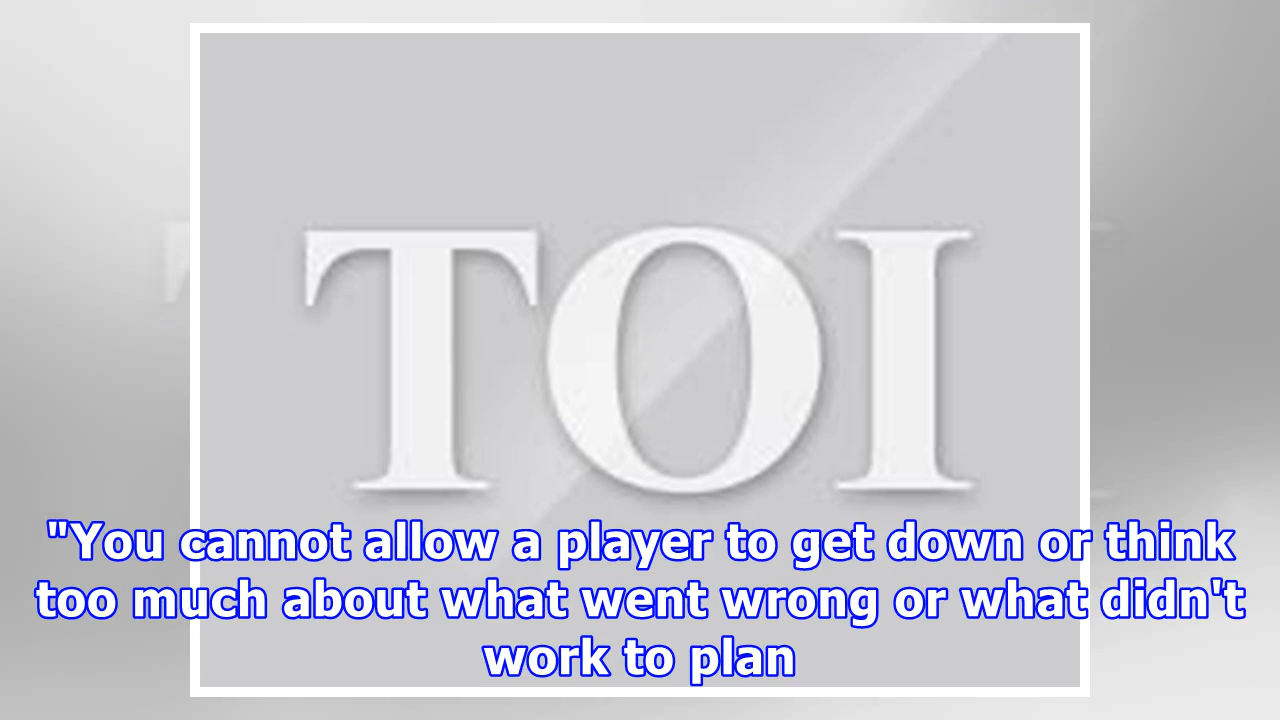 TOI
"You cannot allow a player to get down or think
too much about what went wrong or what didn't
work to plan